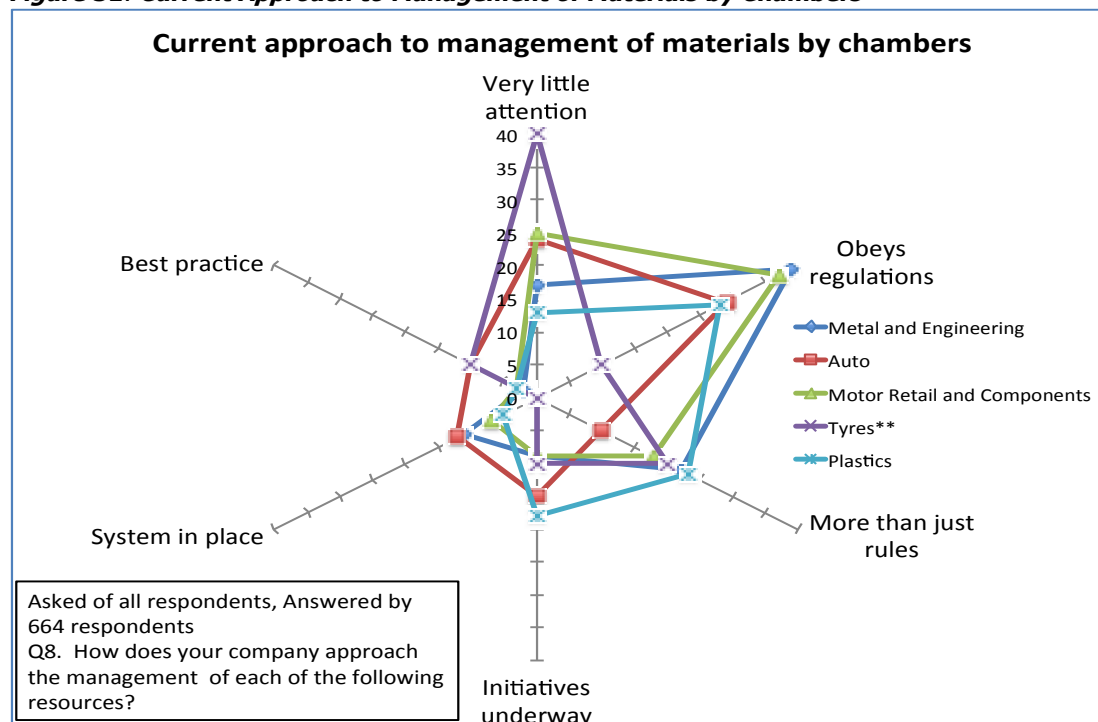 Current approach to management of materials by chambers
Very little
attention
40
35
30
25
20
15
10
5
0
Best practice
Obeys
regulations
Metal and Engineering
Auto
Motor Retail and Components
Tyres**
Plastics
System in place
More than just
rules
Asked of all respondents, Answered by
664 respondents
Q8.  How does your company approach
the management  of each of the following
resources?
Initiatives
underway